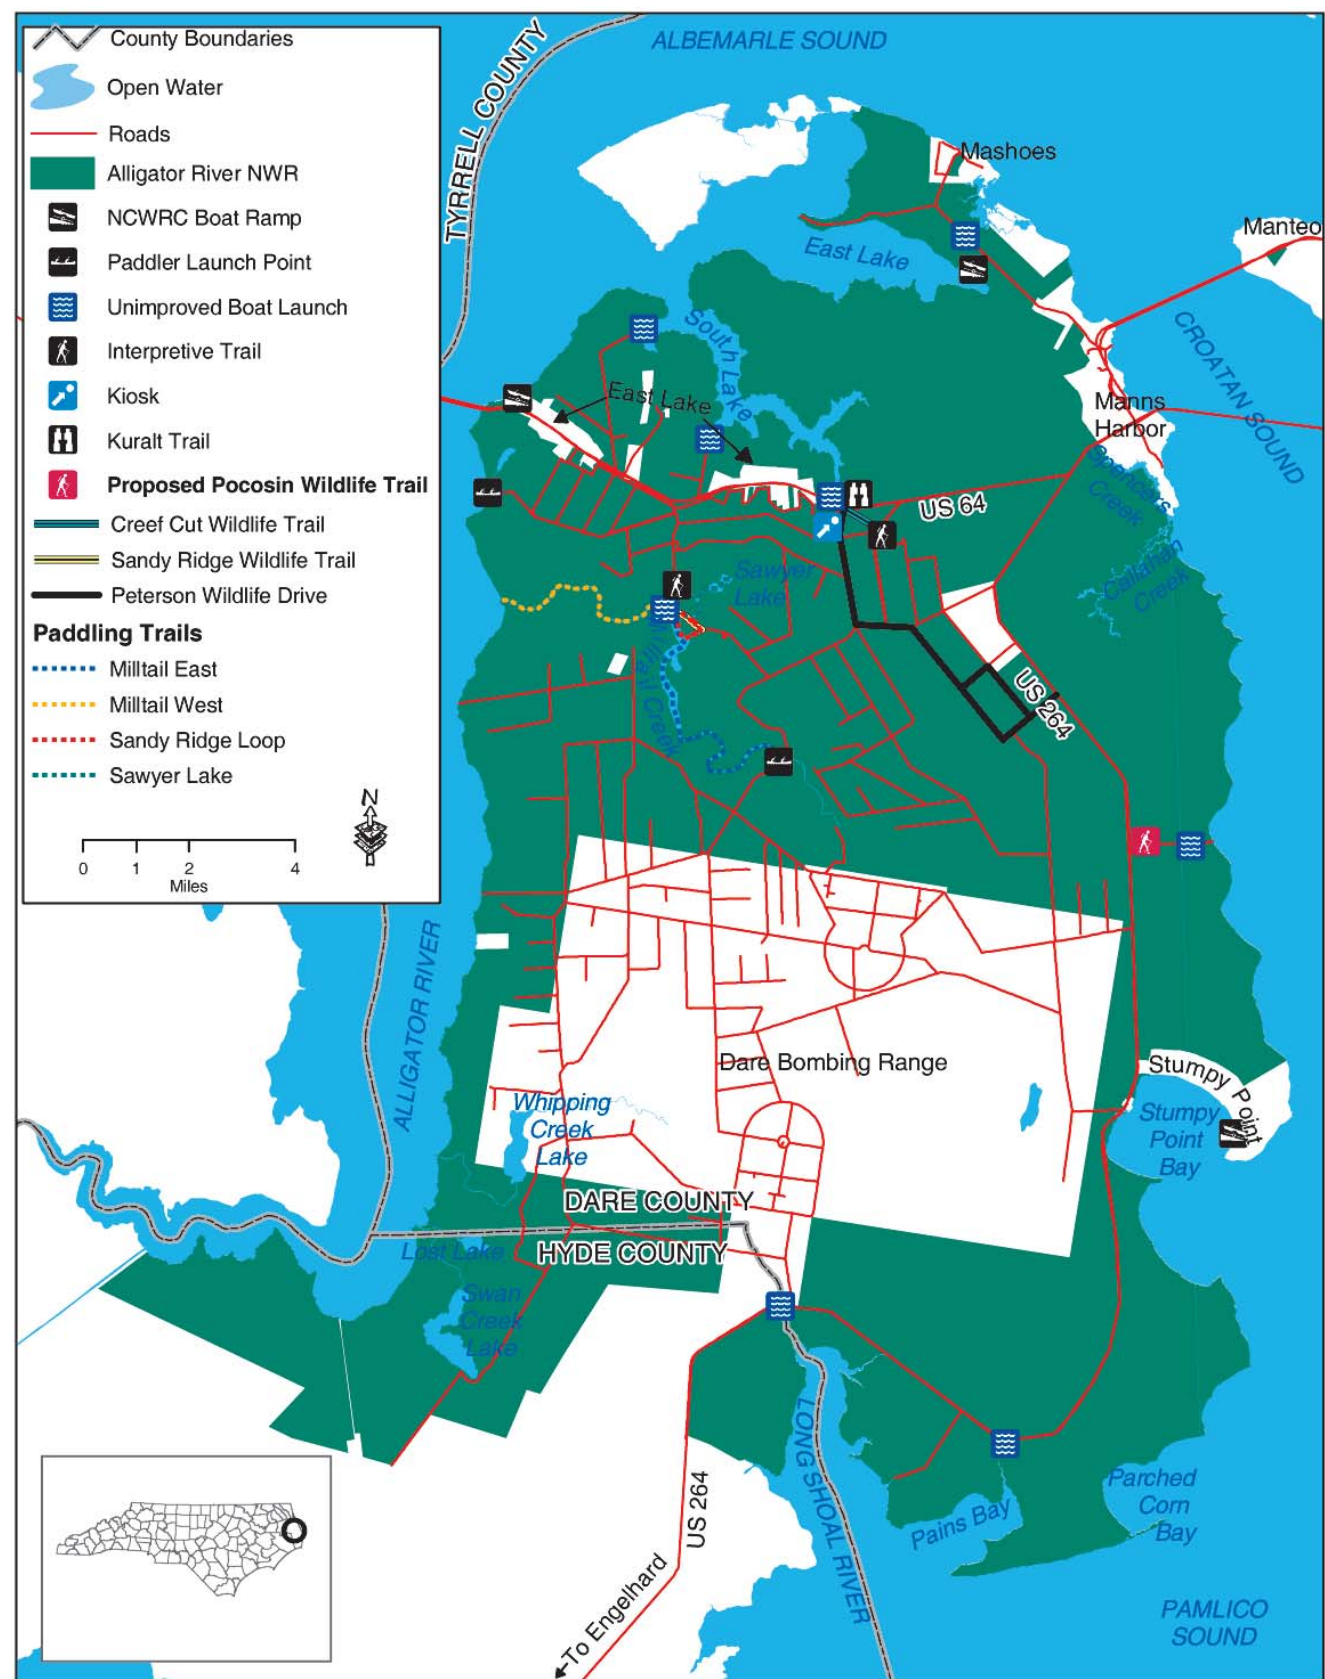 County Boundaries
Open Water
Roads
Alligator River NWR
NCWRC Boat Ramp
Paddler Launch Point
Unimproved Boat Launch
Interpretive Trail
Kiosk
Kuralt Trail
Proposed Pocosin Wildlife Trail
Creef Cut Wildlife Trail
Sandy Ridge Wildlife Trail
Peterson Wildlife Drive
Paddling Trails
Milltail East
Milltail West
Sandy Ridge Loop
Sawyer Lake
N
0 1 2 4
Miles
ALBEMARLE SOUND
TYRRELL COUNTY
Mashoes
Manteo
East Lake
CROATAN SOUND
South Lake
East Lake
Manns
Harbor
Spencers
Creek
US 64
Callahan
Creek
Sawyer
Lake
Milltail Creek
US 264
ALLIGATOR RIVER
Dare Bombing Range
Stumpy Point
Stumpy
Point
Bay
Whipping
Creek
Lake
DARE COUNTY
HYDE COUNTY
Lost Lake
Swan
Creek
Lake
LONG SHOAL RIVER
US 264
To Engelhard
Pains Bay
Parched
Corn
Bay
PAMLICO
SOUND